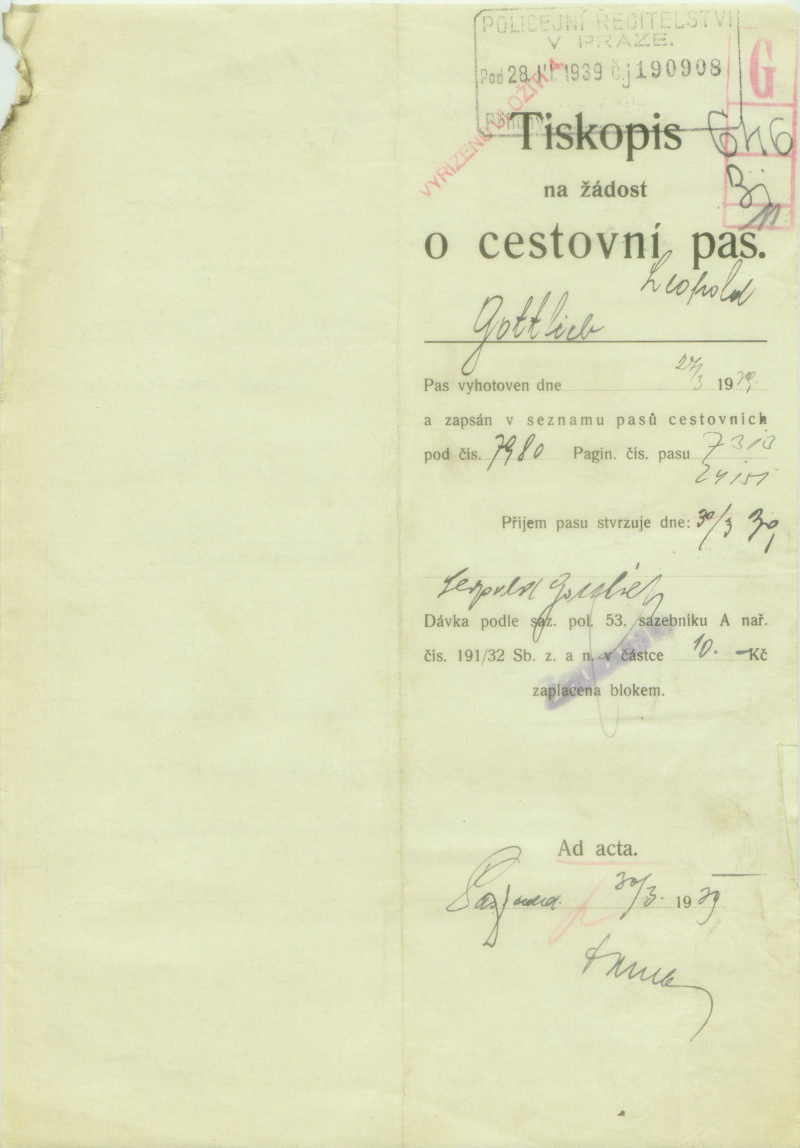 POLICEJNÍ ŘEDITELSTVÍ
V PRAZE.
Pod 28. III 1939 čj 190908
G
VYŘÍZENO ULOŽIT
Tiskopis
na žádost
o cestovní pas.
Leopold
Gottlieb
Pas vyhotoven dne 27/3 1939
a zapsán v seznamu pasů cestovních
pod čís. 7980 Pagin. čís. pasu
Příjem pasu stvrzuje dne: 30/3 39
Leopold Gottlieb
Dávka podle saz. pol. 53. sazebníku A nař.
čís. 191/32 Sb. z. a n. v částce 10.- Kč
zaplacena blokem.
Ad acta.
30/3. 1939